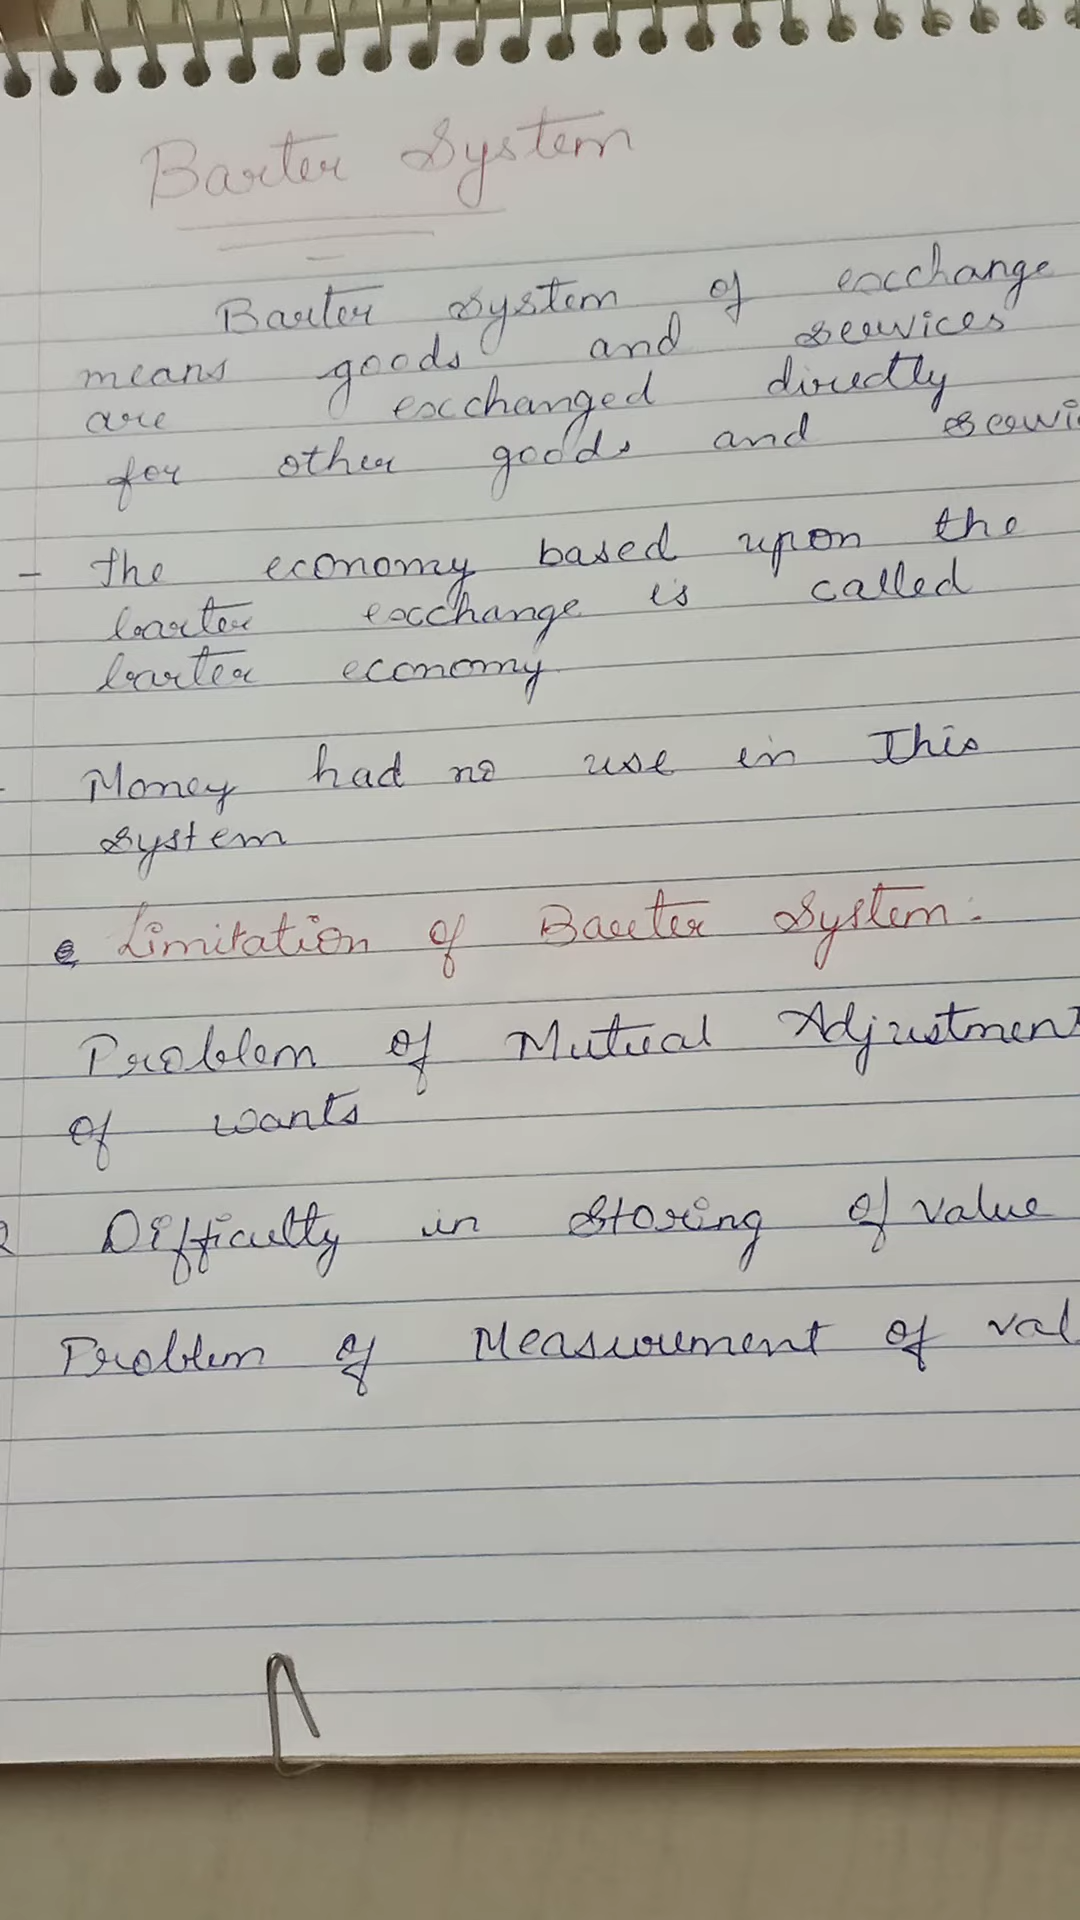 Barter System
Barter system of exchange
means goods and services
are exchanged directly
for other goods and servi
- the economy based upon the
barter exchange is called
barter economy
- Money had no use in This
system
Limitation of Barter System:
Problem of Mutual Adjustment
of wants
2 Difficulty in Storing of value
Problem of Measurement of val